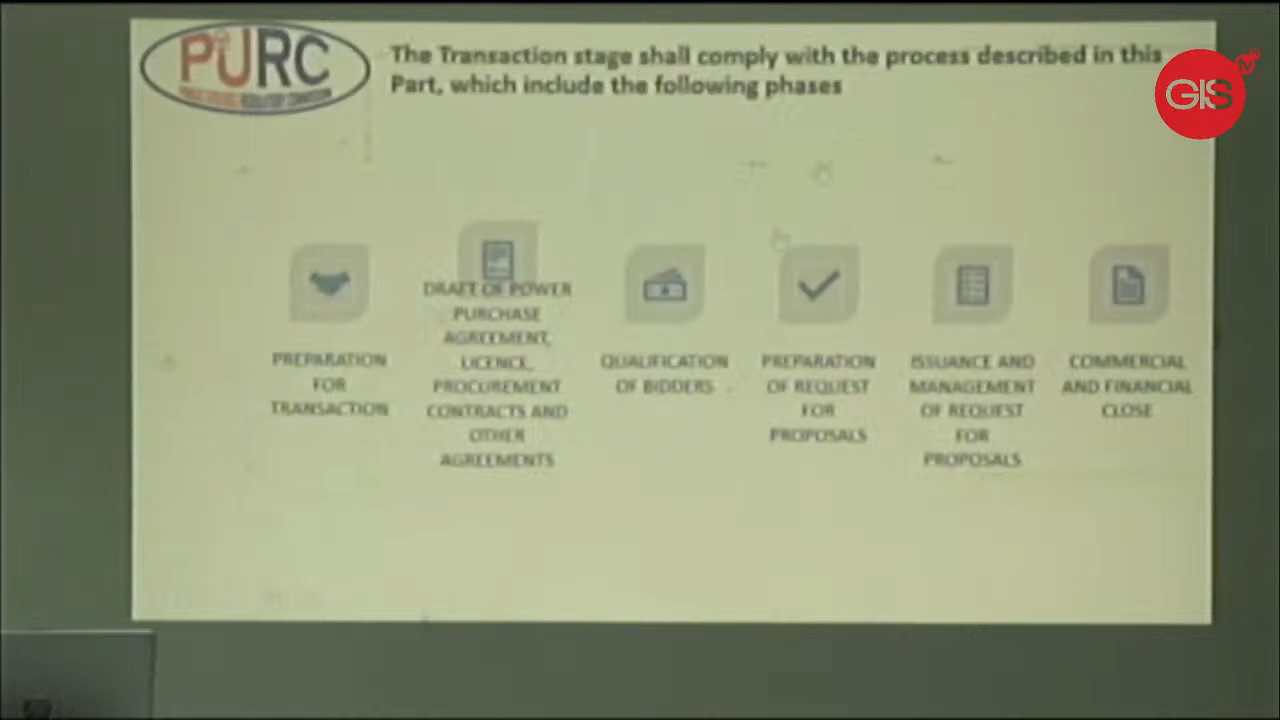 PURC
The Transaction stage shall comply with the process described in this
Part, which include the following phases
GIS
TV
PREPARATION
FOR
TRANSACTION
DRAFT OF POWER
PURCHASE
AGREEMENT,
LICENCE,
PROCUREMENT
CONTRACTS AND
OTHER
AGREEMENTS
QUALIFICATION
OF BIDDERS
PREPARATION
OF REQUEST
FOR
PROPOSALS
ISSUANCE AND
MANAGEMENT
OF REQUEST
FOR
PROPOSALS
COMMERCIAL
AND FINANCIAL
CLOSE